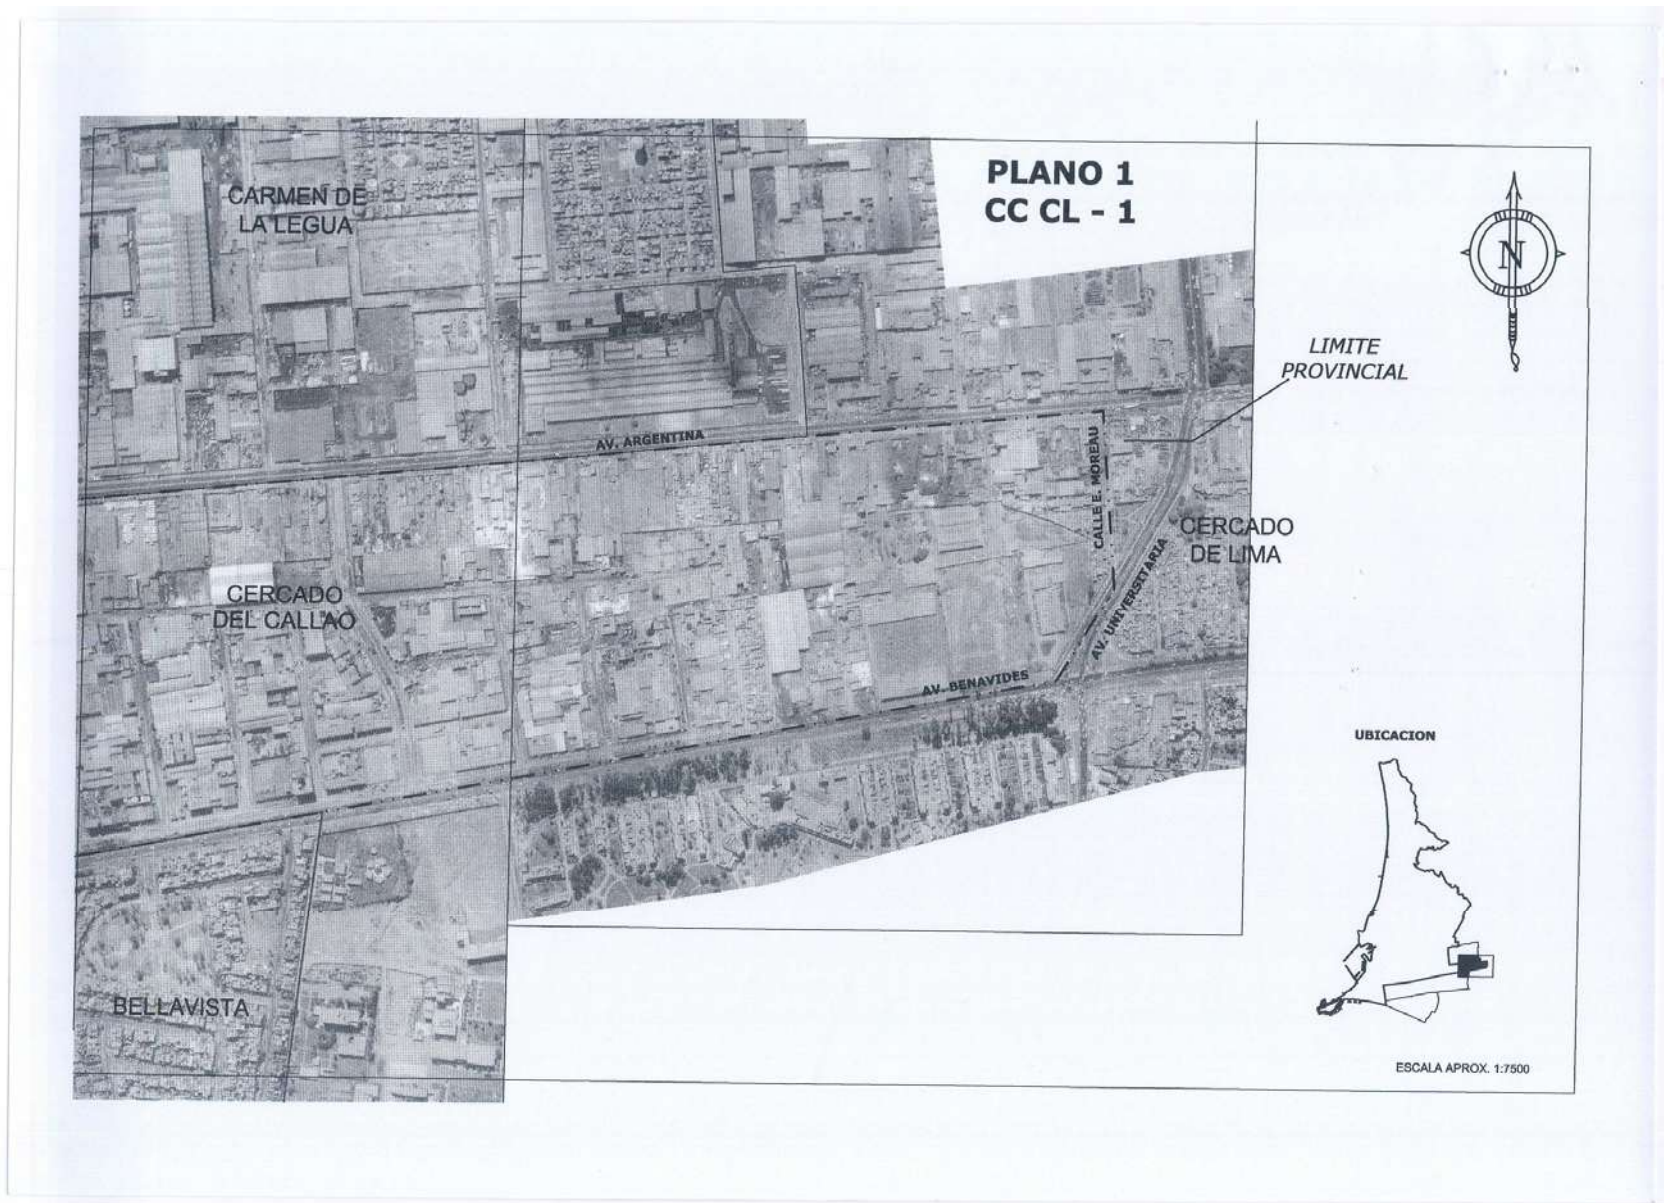 PLANO 1
CC CL - 1
CARMEN DE
LA LEGUA
N
LIMITE
PROVINCIAL
AV. ARGENTINA
CALLE E. MOREAU
CERCADO
DE LIMA
AV. UNIVERSITARIA
CERCADO
DEL CALLAO
AV. BENAVIDES
UBICACION
BELLAVISTA
ESCALA APROX. 1:7500